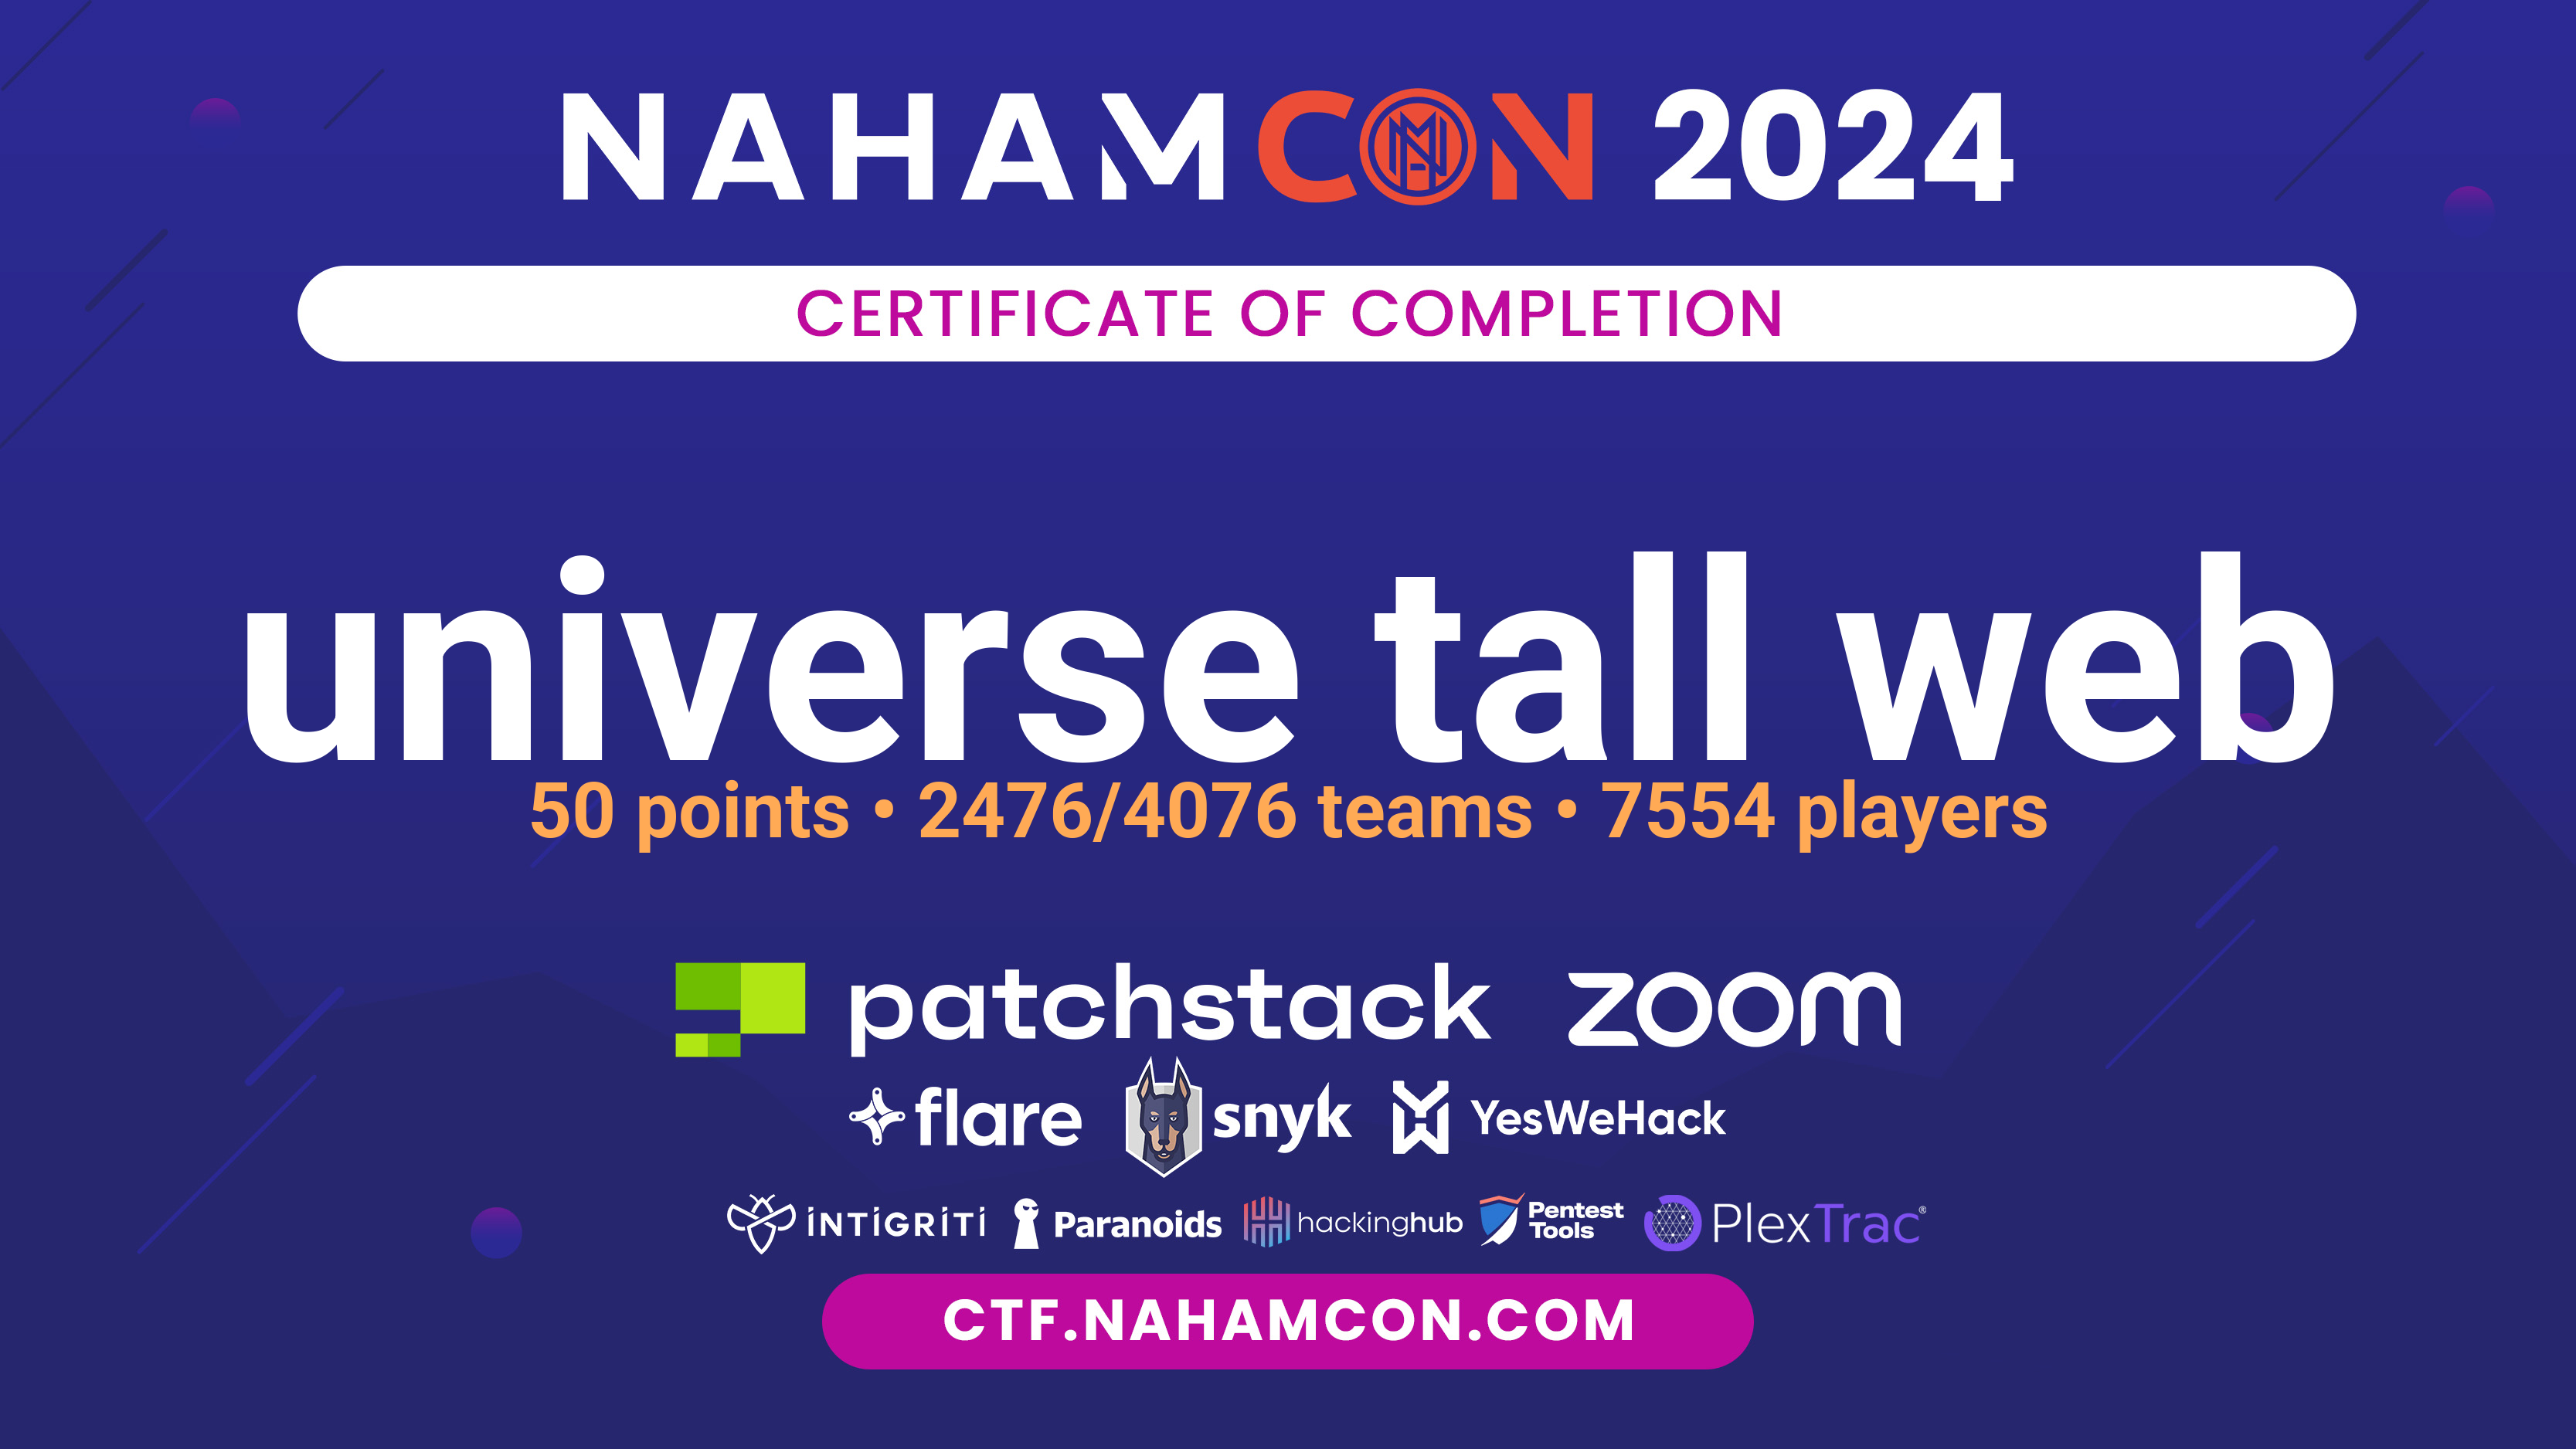 NAHAMCON 2024
CERTIFICATE OF COMPLETION
universe tall web
50 points • 2476/4076 teams • 7554 players
patchstack zoom
flare snyk YesWeHack
INTIGRITI Paranoids hackinghub Pentest Tools PlexTrac®
CTF.NAHAMCON.COM